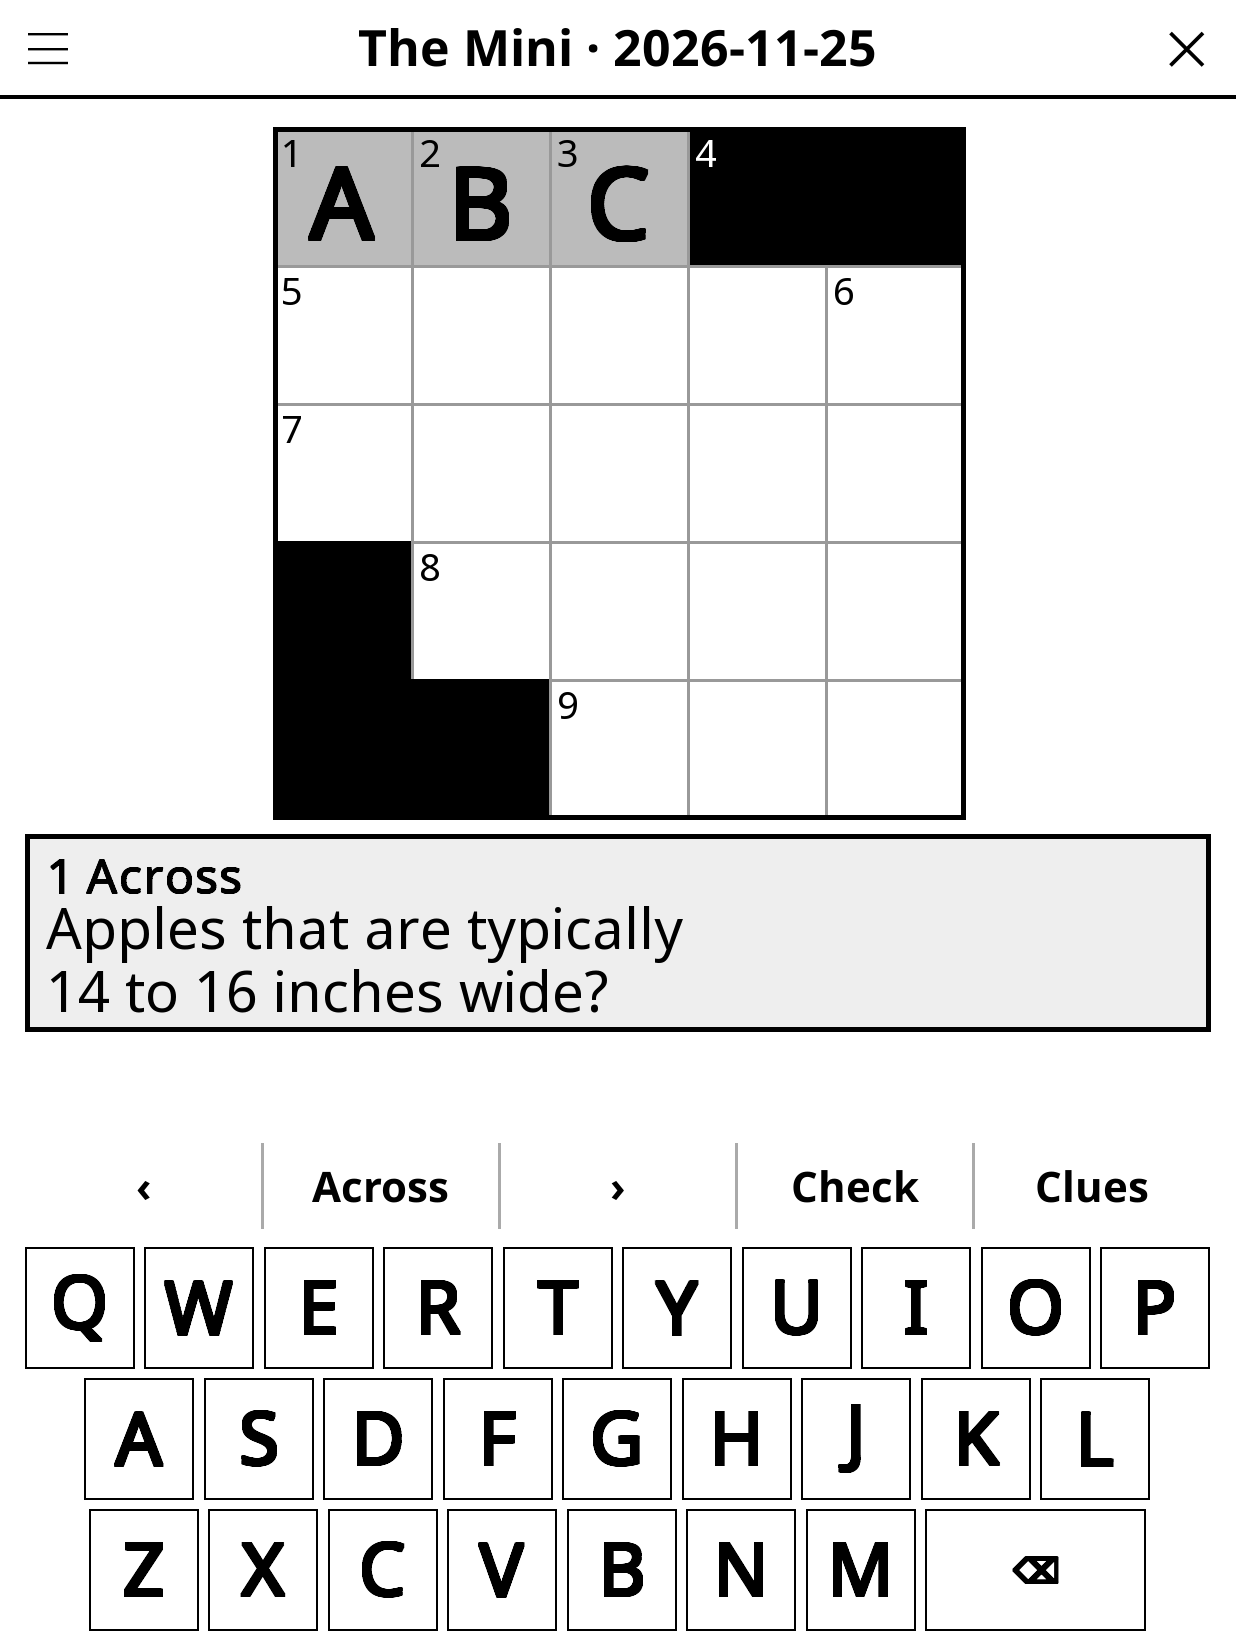 The Mini · 2026-11-25
1 A 2 B 3 C 4
5 6
7
8
9
1 Across
Apples that are typically
14 to 16 inches wide?
‹ Across › Check Clues
Q W E R T Y U I O P
A S D F G H J K L
Z X C V B N M